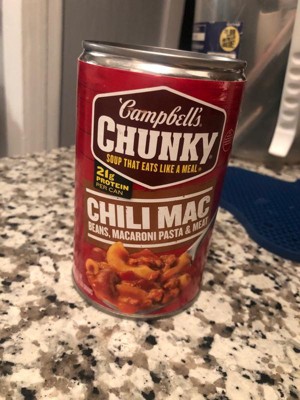 Campbell's
CHUNKY
SOUP THAT EATS LIKE A MEAL
21g
PROTEIN
PER CAN
CHILI MAC
BEANS, MACARONI PASTA & MEAT